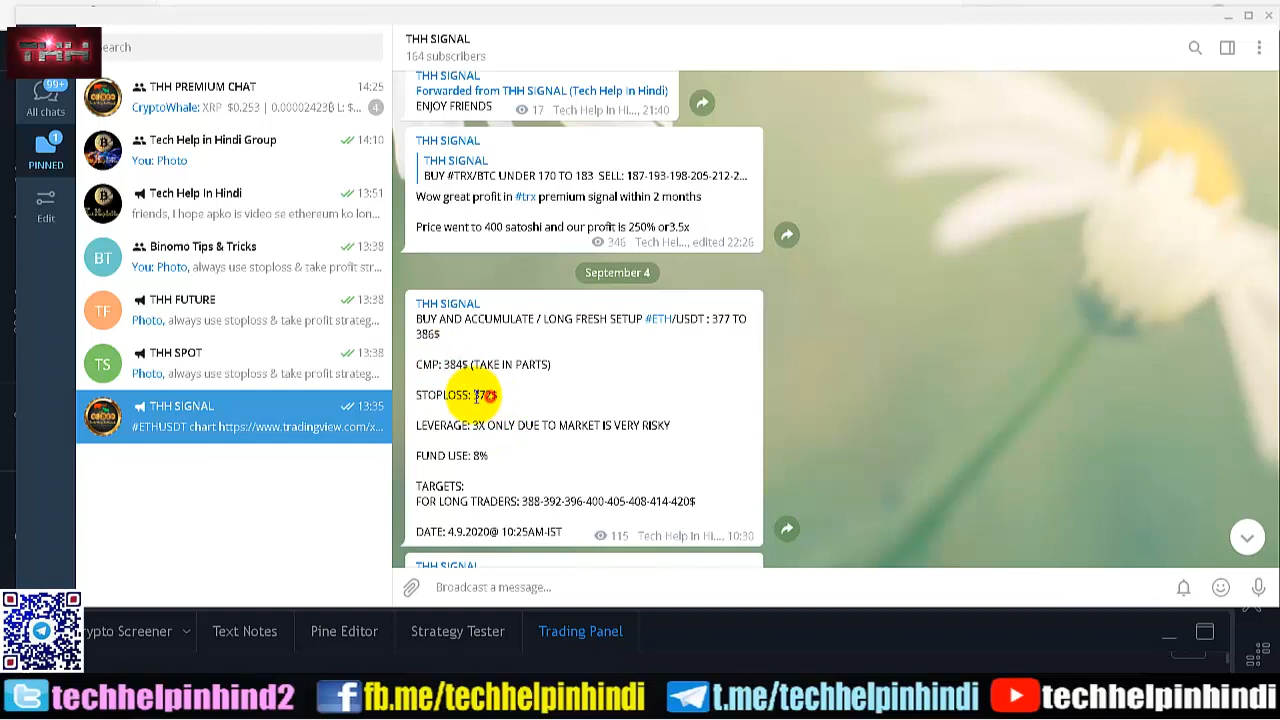 THH
Search
THH SIGNAL
164 subscribers
99+
All chats
1
PINNED
Edit
THH PREMIUM CHAT
14:25
CryptoWhale: XRP $0,253 | 0.00002423₿ L: $...
4
Tech Help in Hindi Group
14:10
You: Photo
Tech Help In Hindi
13:51
friends, I hope apko is video se ethereum ko lon...
BT
Binomo Tips & Tricks
13:38
You: Photo, always use stoploss & take profit str...
TF
THH FUTURE
13:38
Photo, always use stoploss & take profit strateg...
TS
THH SPOT
13:38
Photo, always use stoploss & take profit strateg...
THH SIGNAL
13:35
#ETHUSDT chart https://www.tradingview.com/x...
THH SIGNAL
Forwarded from THH SIGNAL (Tech Help in Hindi)
ENJOY FRIENDS
17 Tech Help In Hi..., 21:40
THH SIGNAL
THH SIGNAL
BUY #TRX/BTC UNDER 170 TO 183 SELL: 187-193-198-205-212-2...
Wow great profit in #trx premium signal within 2 months
Price went to 400 satoshi and our profit is 250% or3.5x
346 Tech Hel..., edited 22:26
September 4
THH SIGNAL
BUY AND ACCUMULATE / LONG FRESH SETUP #ETH/USDT : 377 TO
386$
CMP: 384$ (TAKE IN PARTS)
STOPLOSS:
LEVERAGE: 3X ONLY DUE TO MARKET IS VERY RISKY
FUND USE: 8%
TARGETS:
FOR LONG TRADERS: 388-392-396-400-405-408-414-420$
DATE: 4.9.2020@ 10:25AM-IST
115 Tech Help In Hi..., 10:30
THH SIGNAL
Broadcast a message...
Crypto Screener
Text Notes
Pine Editor
Strategy Tester
Trading Panel
techhelpinhind2
fb.me/techhelpinhindi
t.me/techhelpinhindi
techhelpinhindi